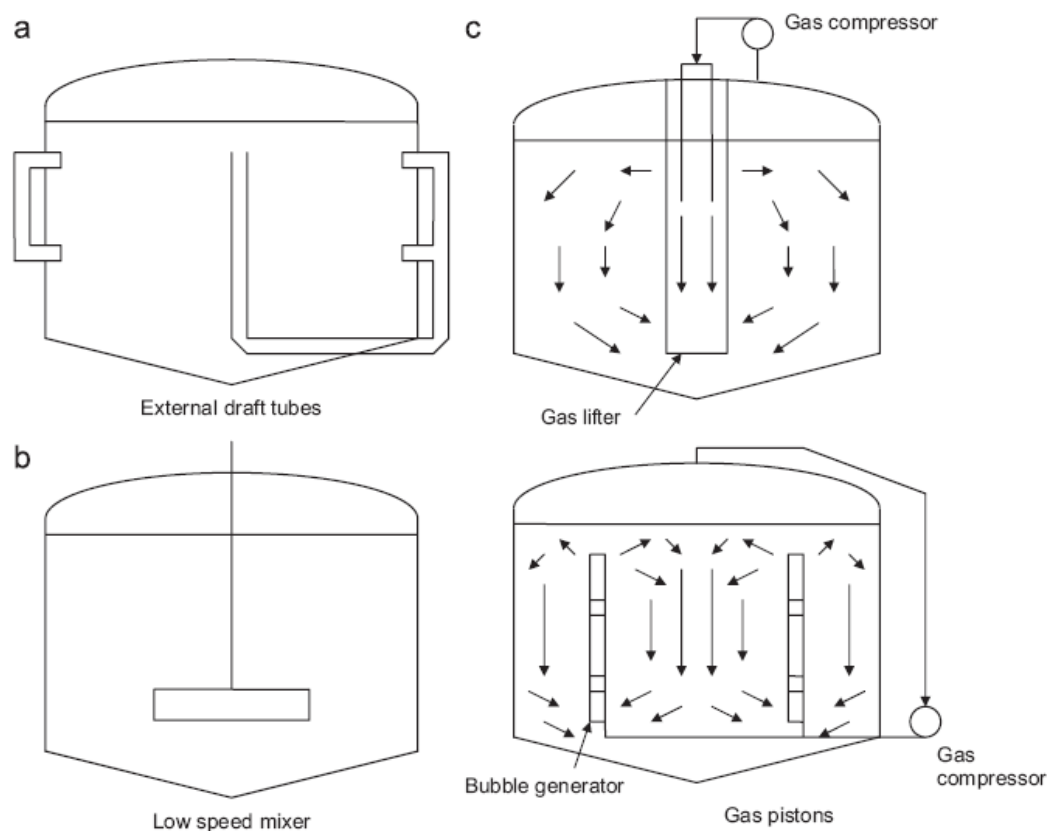 a
External draft tubes
b
Low speed mixer
c
Gas compressor
Gas lifter
Bubble generator
Gas
compressor
Gas pistons